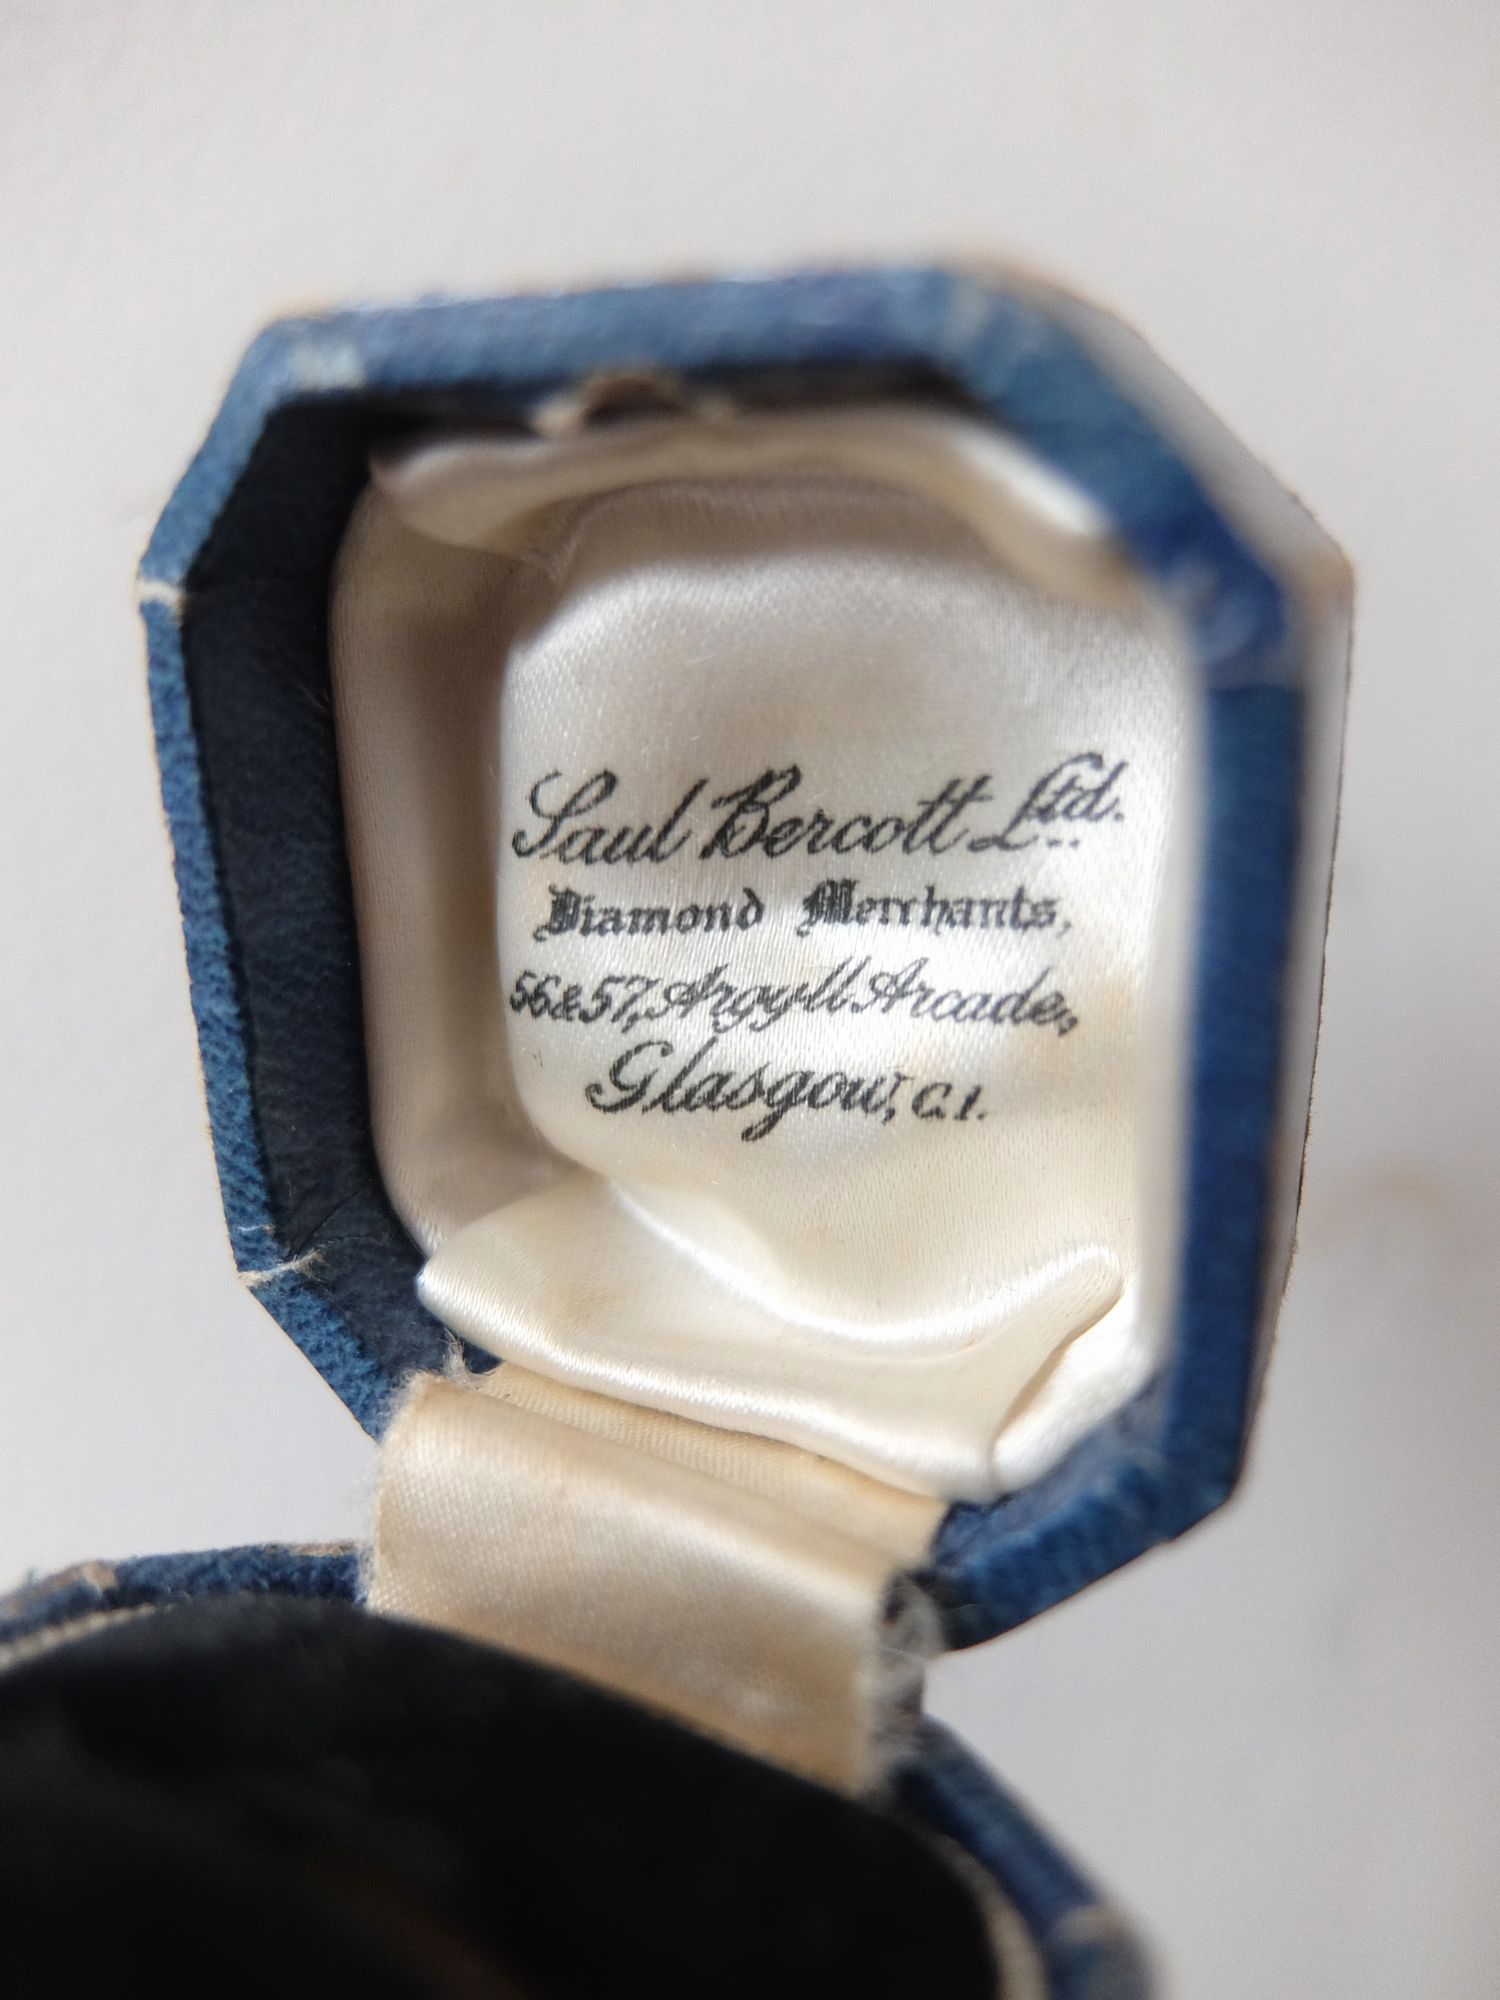 Saul Bercott Ltd.
Diamond Merchants,
56&57, Argyll Arcade,
Glasgow, C.1.